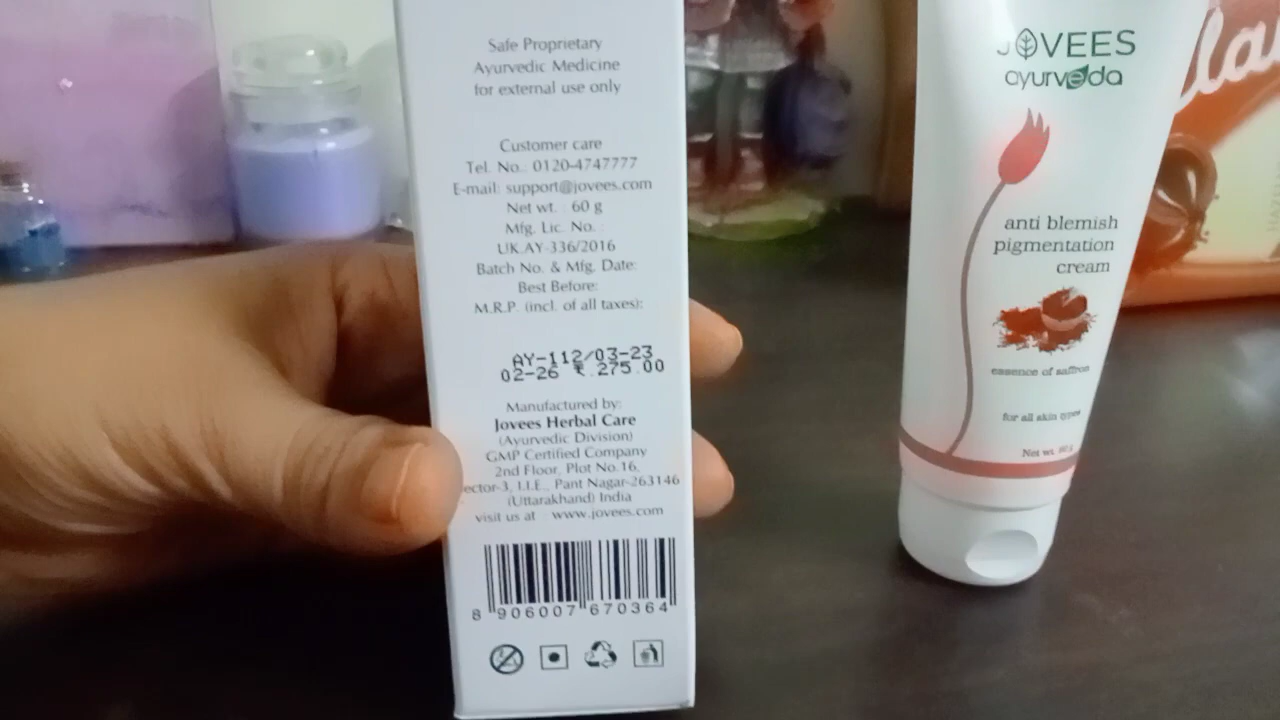 Safe Proprietary
Ayurvedic Medicine
for external use only
Customer care
Tel. No.: 0120-4747777
E-mail: support@jovees.com
Net wt. : 60 g
Mfg. Lic. No. :
UK.AY-336/2016
Batch No. & Mfg. Date:
Best Before:
M.R.P. (incl. of all taxes):
AY-112/03-23
02-26 ₹.275.00
Manufactured by:
Jovees Herbal Care
(Ayurvedic Division)
GMP Certified Company
2nd Floor, Plot No.16,
ector-3, I.I.E., Pant Nagar-263146
(Uttarakhand) India
visit us at : www.jovees.com
8 906007 670364
JOVEES
ayurveda
anti blemish
pigmentation
cream
essence of saffron
for all skin types
Net wt. 60 g